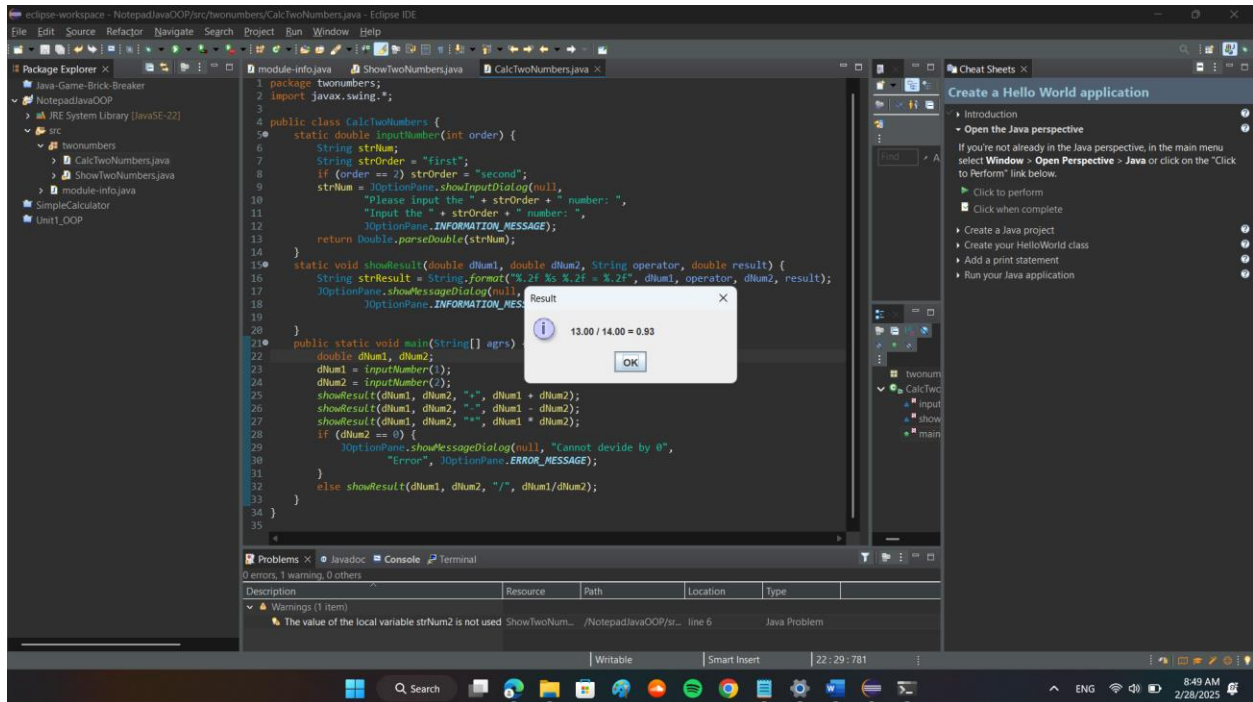 eclipse-workspace - NotepadJavaOOP/src/twonumbers/CalcTwoNumbers.java - Eclipse IDE
File Edit Source Refactor Navigate Search Project Run Window Help
Package Explorer
Java-Game-Brick-Breaker
NotepadJavaOOP
JRE System Library [JavaSE-22]
src
twonumbers
CalcTwoNumbers.java
ShowTwoNumbers.java
module-info.java
SimpleCalculator
Unit1_OOP
module-info.java ShowTwoNumbers.java CalcTwoNumbers.java
1 package twonumbers;
2 import javax.swing.*;
3
4 public class CalcTwoNumbers {
5 static double inputNumber(int order) {
6 String strNum;
7 String strOrder = "first";
8 if (order == 2) strOrder = "second";
9 strNum = JOptionPane.showInputDialog(null,
10 "Please input the " + strOrder + " number: ",
11 "Input the " + strOrder + " number: ",
12 JOptionPane.INFORMATION_MESSAGE);
13 return Double.parseDouble(strNum);
14 }
15 static void showResult(double dNum1, double dNum2, String operator, double result) {
16 String strResult = String.format("%.2f %s %.2f = %.2f", dNum1, operator, dNum2, result);
17 JOptionPane.showMessageDialog(null,
18 JOptionPane.INFORMATION_MES
19
20 }
21 public static void main(String[] agrs)
22 double dNum1, dNum2;
23 dNum1 = inputNumber(1);
24 dNum2 = inputNumber(2);
25 showResult(dNum1, dNum2, "+", dNum1 + dNum2);
26 showResult(dNum1, dNum2, "-", dNum1 - dNum2);
27 showResult(dNum1, dNum2, "*", dNum1 * dNum2);
28 if (dNum2 == 0) {
29 JOptionPane.showMessageDialog(null, "Cannot devide by 0",
30 "Error", JOptionPane.ERROR_MESSAGE);
31 }
32 else showResult(dNum1, dNum2, "/", dNum1/dNum2);
33 }
34 }
35
Result
13.00 / 14.00 = 0.93
OK
Find A
twonum
CalcTwo
input
show
main
Cheat Sheets
Create a Hello World application
Introduction
Open the Java perspective
If you're not already in the Java perspective, in the main menu
select Window > Open Perspective > Java or click on the "Click
to Perform" link below.
Click to perform
Click when complete
Create a Java project
Create your HelloWorld class
Add a print statement
Run your Java application
Problems Javadoc Console Terminal
0 errors, 1 warning, 0 others
Description Resource Path Location Type
Warnings (1 item)
The value of the local variable strNum2 is not used ShowTwoNum... /NotepadJavaOOP/sr... line 6 Java Problem
Writable Smart Insert 22 : 29 : 781
Search
ENG
8:49 AM
2/28/2025